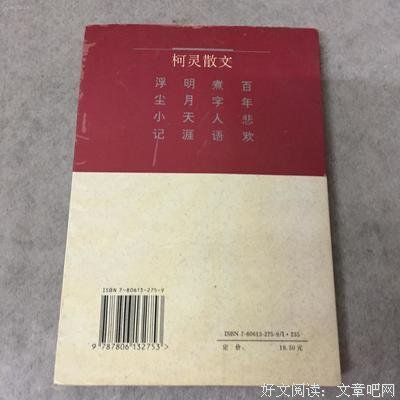 柯灵散文
百年悲欢
煮字人语
明月天涯
浮尘小记
ISBN 7-80613-275-9
9 787806 132753 >
ISBN 7-80613-275-9/I·235
定 价: 18.50 元
好文阅读:文章吧网